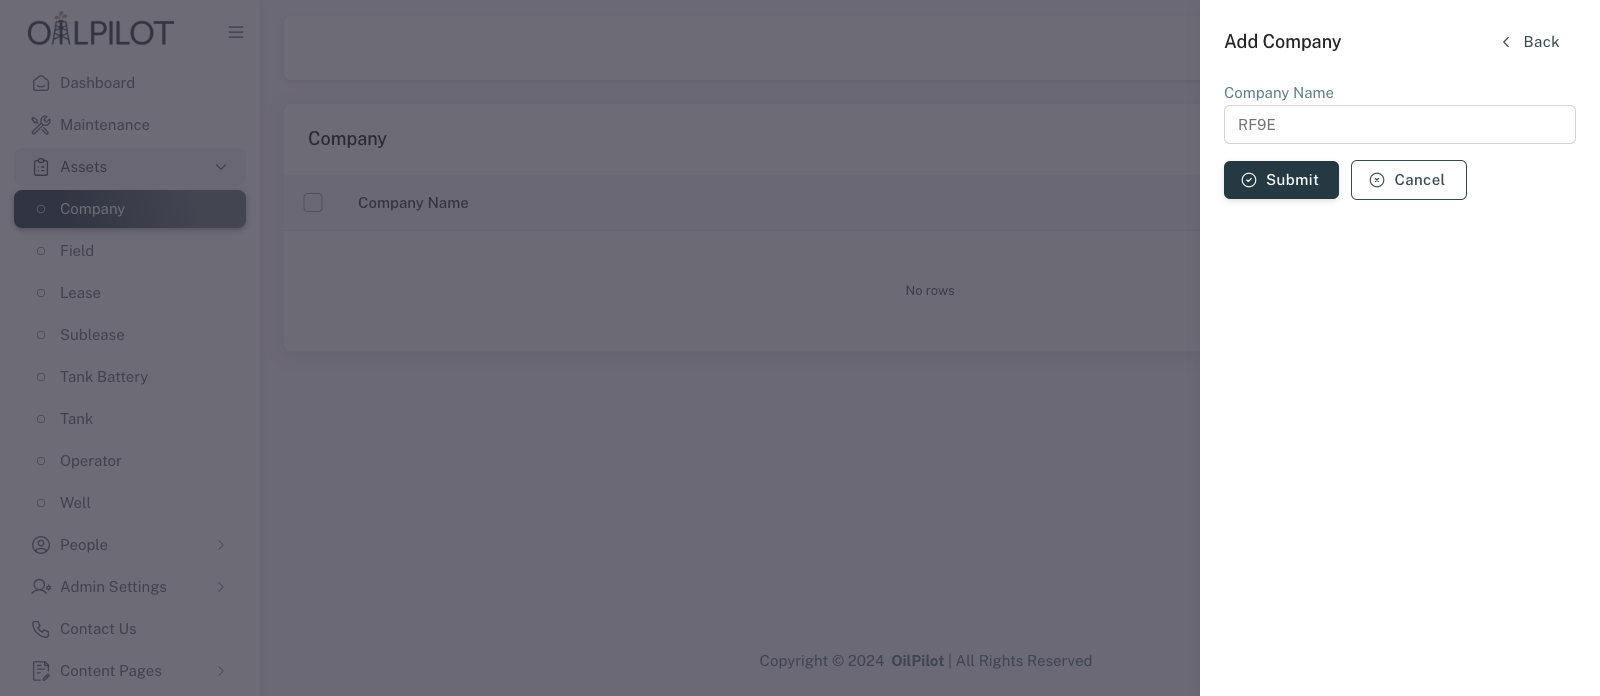 OILPILOT
Dashboard
Maintenance
Assets
Company
Field
Lease
Sublease
Tank Battery
Tank
Operator
Well
People
Admin Settings
Contact Us
Content Pages
Company
Company Name
No rows
Copyright © 2024 OilPilot | All Rights Reserved
Add Company
Back
Company Name
RF9E
Submit
Cancel